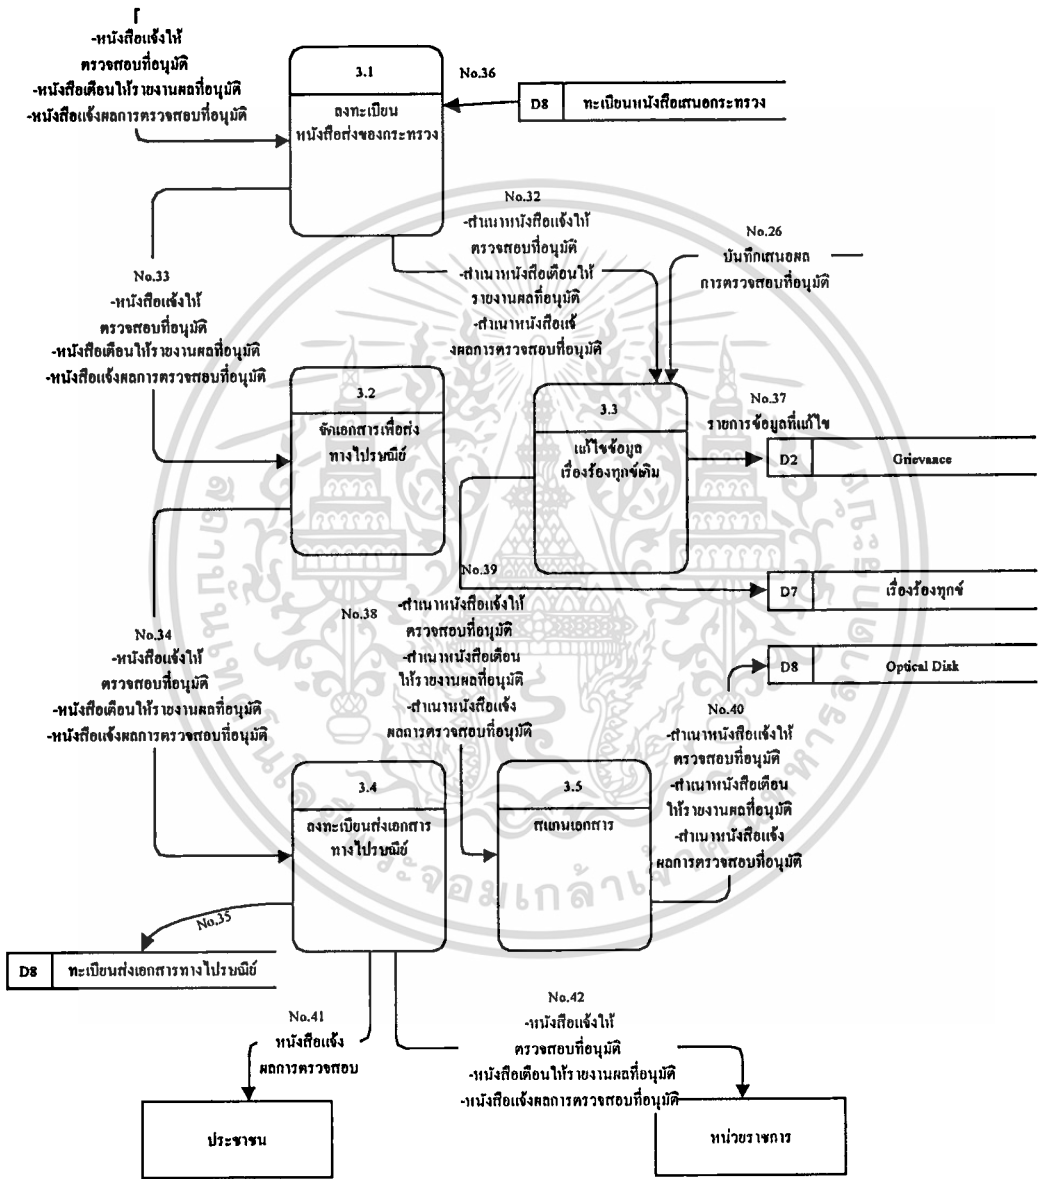 -หนังสือแจ้งให้
ตรวจสอบที่อนุมัติ
-หนังสือเตือนให้รายงานผลที่อนุมัติ
-หนังสือแจ้งผลการตรวจสอบที่อนุมัติ
3.1
ลงทะเบียน
หนังสือส่งของกระทรวง
No.36
D8 ทะเบียนหนังสือเสนอกระทรวง
No.32
-สำเนาหนังสือแจ้งให้
ตรวจสอบที่อนุมัติ
-สำเนาหนังสือเตือนให้
รายงานผลที่อนุมัติ
-สำเนาหนังสือแจ้
งผลการตรวจสอบที่อนุมัติ
No.26
บันทึกเสนอผล
การตรวจสอบที่อนุมัติ
No.33
-หนังสือแจ้งให้
ตรวจสอบที่อนุมัติ
-หนังสือเตือนให้รายงานผลที่อนุมัติ
-หนังสือแจ้งผลการตรวจสอบที่อนุมัติ
3.2
จัดเอกสารเพื่อส่ง
ทางไปรษณีย์
3.3
แก้ไขข้อมูล
เรื่องร้องทุกข์เดิม
No.37
รายการข้อมูลที่แก้ไข
D2 Grievance
No.39
D7 เรื่องร้องทุกข์
D8 Optical Disk
No.34
-หนังสือแจ้งให้
ตรวจสอบที่อนุมัติ
-หนังสือเตือนให้รายงานผลที่อนุมัติ
-หนังสือแจ้งผลการตรวจสอบที่อนุมัติ
No.38
-สำเนาหนังสือแจ้งให้
ตรวจสอบที่อนุมัติ
-สำเนาหนังสือเตือน
ให้รายงานผลที่อนุมัติ
-สำเนาหนังสือแจ้ง
ผลการตรวจสอบที่อนุมัติ
No.40
-สำเนาหนังสือแจ้งให้
ตรวจสอบที่อนุมัติ
-สำเนาหนังสือเตือน
ให้รายงานผลที่อนุมัติ
-สำเนาหนังสือแจ้ง
ผลการตรวจสอบที่อนุมัติ
3.4
ลงทะเบียนส่งเอกสาร
ทางไปรษณีย์
3.5
สแกนเอกสาร
No.35
D8 ทะเบียนส่งเอกสารทางไปรษณีย์
No.41
หนังสือแจ้ง
ผลการตรวจสอบ
No.42
-หนังสือแจ้งให้
ตรวจสอบที่อนุมัติ
-หนังสือเตือนให้รายงานผลที่อนุมัติ
-หนังสือแจ้งผลการตรวจสอบที่อนุมัติ
ประชาชน
หน่วยราชการ
สถาบันเทคโนโลยีพระจอมเกล้าเจ้าคุณทหารลาดกระบัง